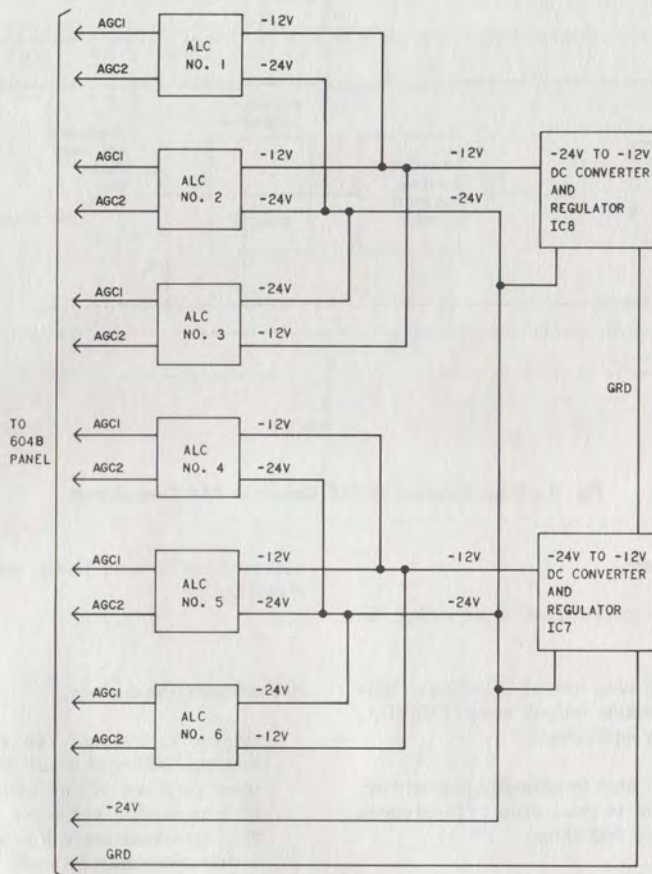 AGC1
AGC2
ALC
NO. 1
-12V
-24V
AGC1
AGC2
ALC
NO. 2
-12V
-24V
-12V
-24V
-24V TO -12V
DC CONVERTER
AND
REGULATOR
IC8
AGC1
AGC2
ALC
NO. 3
-24V
-12V
GRD
TO
604B
PANEL
AGC1
AGC2
ALC
NO. 4
-12V
-24V
AGC1
AGC2
ALC
NO. 5
-12V
-24V
-12V
-24V
-24V TO -12V
DC CONVERTER
AND
REGULATOR
IC7
AGC1
AGC2
ALC
NO. 6
-24V
-12V
-24V
GRD